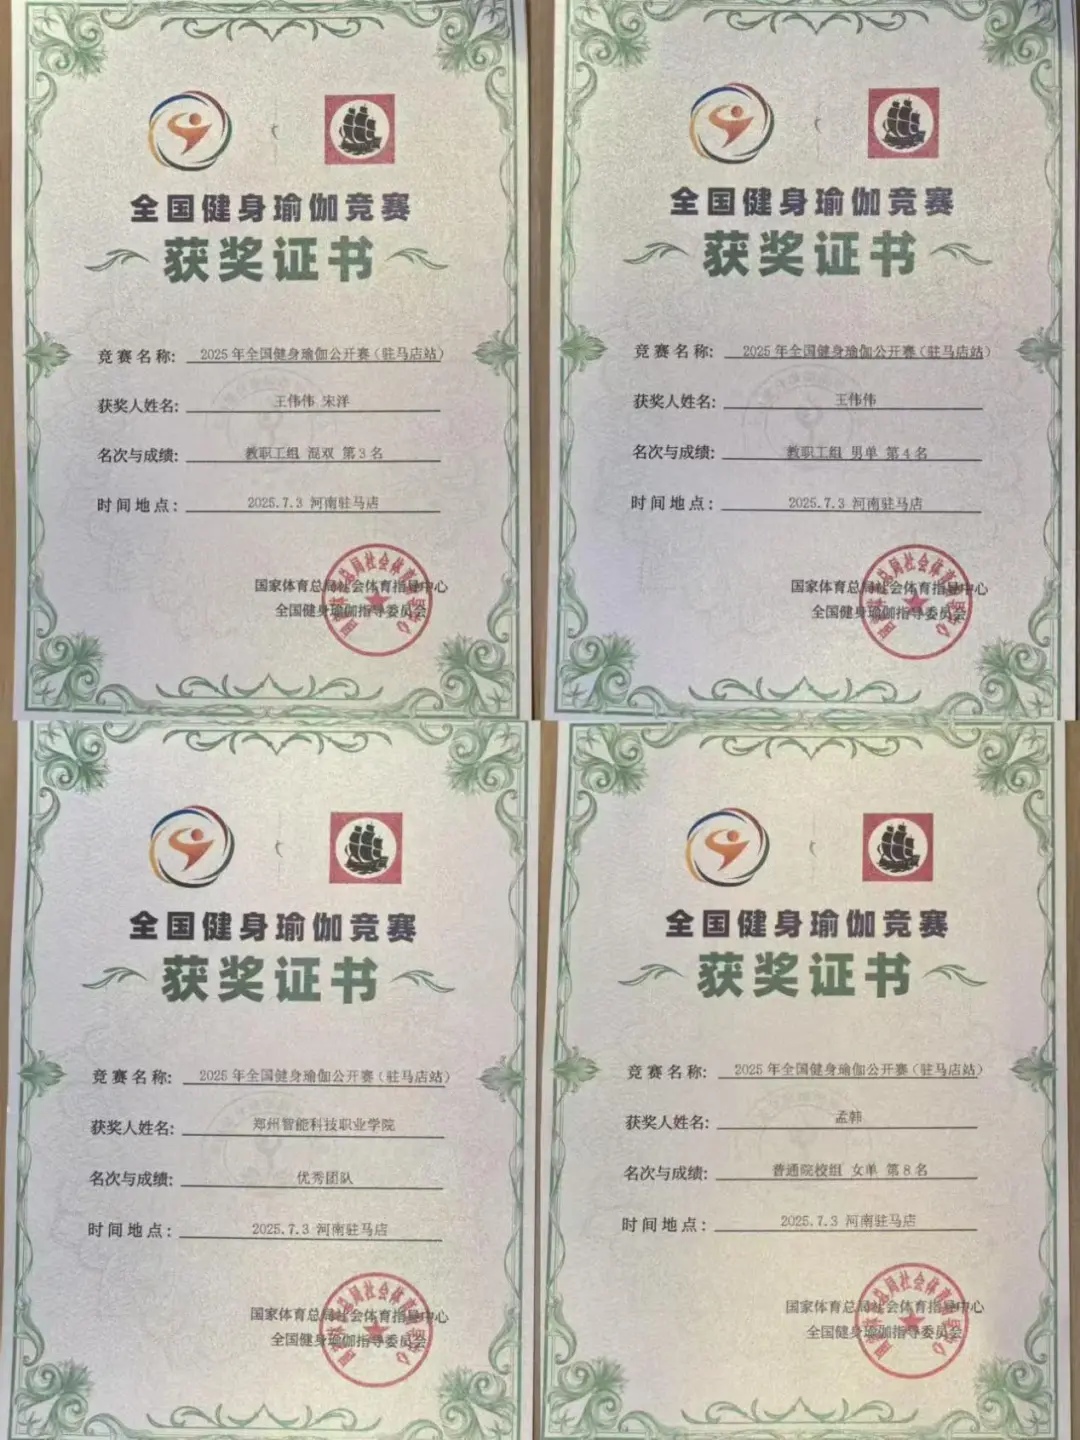 全国健身瑜伽竞赛
获奖证书
竞赛名称: 2025年全国健身瑜伽公开赛(驻马店站)
获奖人姓名: 王伟伟 宋洋
名次与成绩: 教职工组 混双 第3名
时间地点: 2025.7.3 河南驻马店
国家体育总局社会体育指导中心
全国健身瑜伽指导委员会
全国健身瑜伽竞赛
获奖证书
竞赛名称: 2025年全国健身瑜伽公开赛(驻马店站)
获奖人姓名: 王伟伟
名次与成绩: 教职工组 男单 第4名
时间地点: 2025.7.3 河南驻马店
国家体育总局社会体育指导中心
全国健身瑜伽指导委员会
全国健身瑜伽竞赛
获奖证书
竞赛名称: 2025年全国健身瑜伽公开赛(驻马店站)
获奖人姓名: 郑州智能科技职业学院
名次与成绩: 优秀团队
时间地点: 2025.7.3 河南驻马店
国家体育总局社会体育指导中心
全国健身瑜伽指导委员会
全国健身瑜伽竞赛
获奖证书
竞赛名称: 2025年全国健身瑜伽公开赛(驻马店站)
获奖人姓名: 孟韩
名次与成绩: 普通院校组 女单 第8名
时间地点: 2025.7.3 河南驻马店
国家体育总局社会体育指导中心
全国健身瑜伽指导委员会